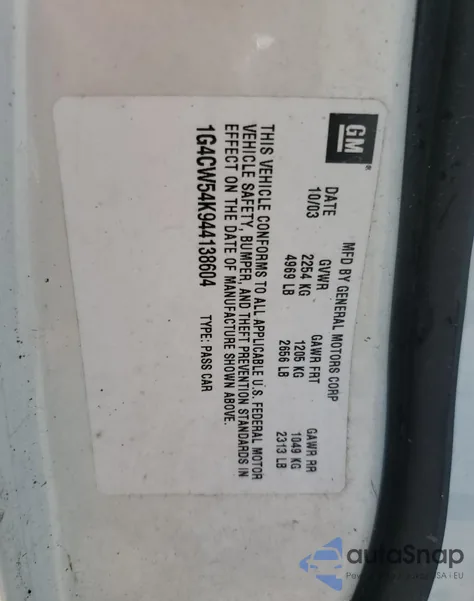 GM®
MFD BY GENERAL MOTORS CORP
DATE GVWR GAWR FRT GAWR RR
10/03 2254 KG 1205 KG 1049 KG
4969 LB 2656 LB 2313 LB
THIS VEHICLE CONFORMS TO ALL APPLICABLE U.S. FEDERAL MOTOR
VEHICLE SAFETY, BUMPER, AND THEFT PREVENTION STANDARDS IN
EFFECT ON THE DATE OF MANUFACTURE SHOWN ABOVE.
1G4CW54K944138604 TYPE: PASS CAR
autoSnap